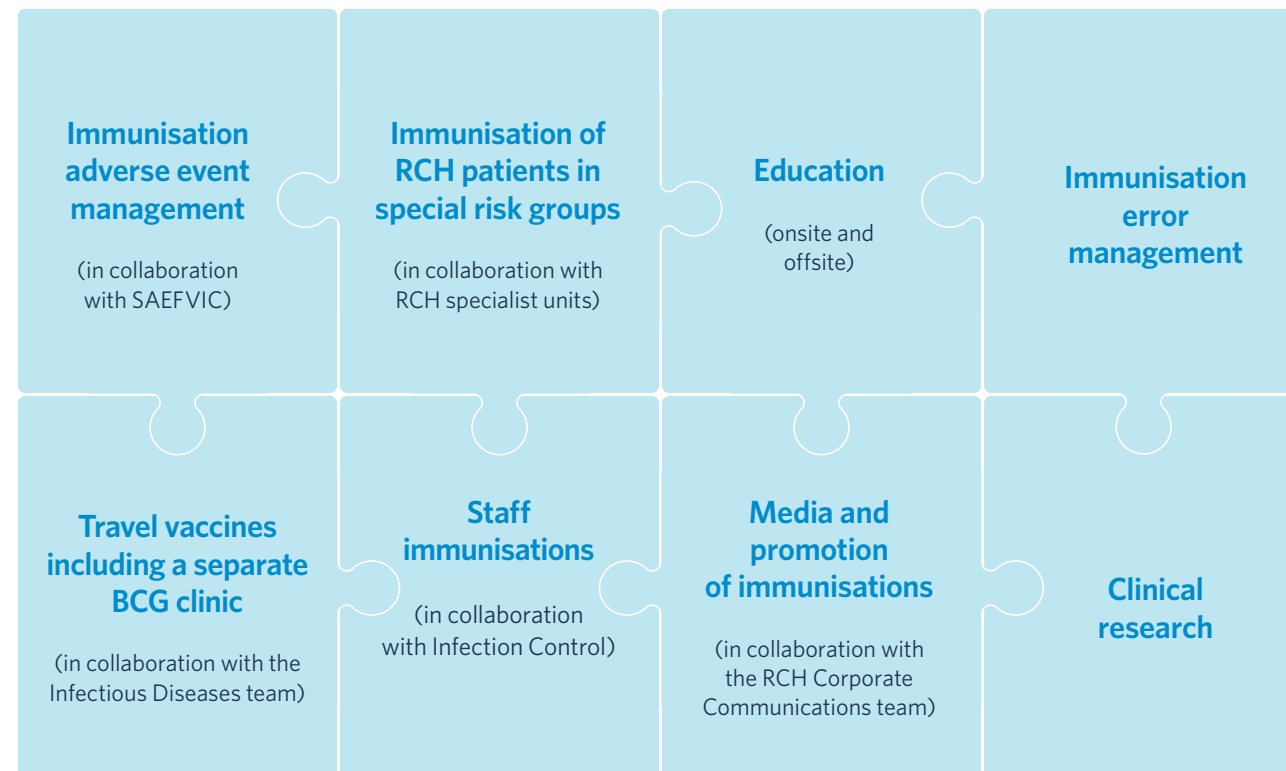 Immunisation
adverse event
management
(in collaboration
with SAEFVIC)
Immunisation of
RCH patients in
special risk groups
(in collaboration with
RCH specialist units)
Education
(onsite and
offsite)
Immunisation
error
management
Travel vaccines
including a separate
BCG clinic
(in collaboration with the
Infectious Diseases team)
Staff
immunisations
(in collaboration
with Infection Control)
Media and
promotion
of immunisations
(in collaboration with
the RCH Corporate
Communications team)
Clinical
research